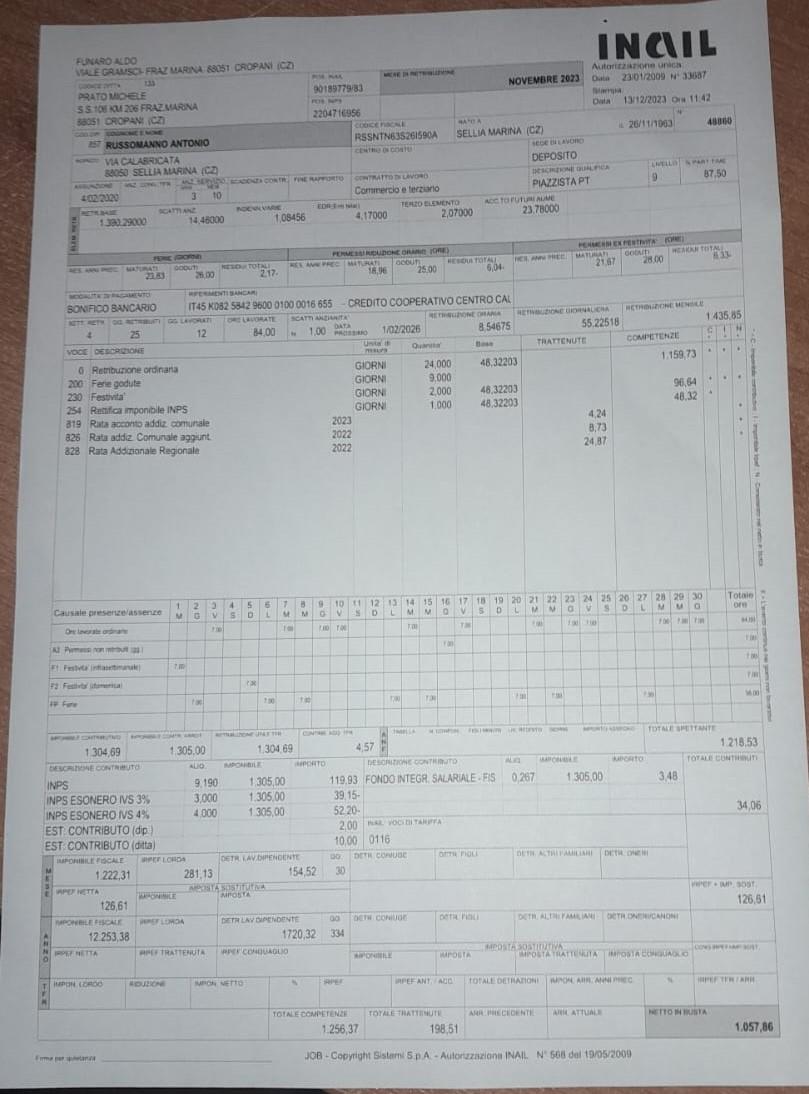 INAIL
FUNARO ALDO
VIALE GRAMSCI- FRAZ MARINA 88051 CROPANI (CZ)
Autorizzazione unica
Data 23/01/2009 N° 33687
Stampa
Data 13/12/2023 Ora 11:42
CODICE DITTA 133
PRATO MICHELE
S.S.106 KM 206 FRAZ.MARINA
88051 CROPANI (CZ)
POS. INAIL
90189779/83
MESE DI RETRIBUZIONE
NOVEMBRE 2023
POS. INPS
2204716956
COD.DIP. COGNOME E NOME
857 RUSSOMANNO ANTONIO
CODICE FISCALE
RSSNTN63S26I590A
NATO A
SELLIA MARINA (CZ)
IL 26/11/1963
N°
48860
VIA CALABRICATA
88050 SELLIA MARINA (CZ)
CENTRO DI COSTO
SEDE DI LAVORO
DEPOSITO
ASSUNZIONE ANZ. CONV. TFR ANZ. SERVIZIO SCADENZA CONTR. FINE RAPPORTO
4/02/2020 3 10
CONTRATTO DI LAVORO
Commercio e terziario
DESCRIZIONE QUALIFICA LIVELLO % PART TIME
PIAZZISTA PT 9 87,50
RETR.BASE SCATTI ANZ. INDENN.VARIE TERZO ELEMENTO ACC.TO FUTURI AUME
1.390,29000 14,46000 1,08456 4,17000 2,07000 23,78000
FERIE (GIORNI) PERMESSI RIDUZIONE ORARIO (ORE) PERMESSI EX FESTIVITA' (ORE)
RES. ANNI PREC. MATURATI GODUTI RESIDUI TOTALI RES. ANNI PREC. MATURATI GODUTI RESIDUI TOTALI RES. ANNI PREC. MATURATI GODUTI RESIDUI TOTALI
23,83 26,00 2,17- 18,96 25,00 6,04- 21,67 28,00 6,33-
MODALITA' DI PAGAMENTO RIFERIMENTI BANCARI
BONIFICO BANCARIO IT45 K082 5842 9600 0100 0016 655 - CREDITO COOPERATIVO CENTRO CAL
SETT. RETR. GG. RETRIBUITI GG. LAVORATI ORE LAVORATE SCATTI ANZIANITA' RETRIBUZIONE ORARIA RETRIBUZIONE GIORNALIERA RETRIBUZIONE MENSILE
4 25 12 84,00 N. 1,00 DATA PROSSIMO 1/02/2026 8,54675 55,22518 1.435,85
VOCE DESCRIZIONE Unita' di misura Quantita' Base TRATTENUTE COMPETENZE C I N
0 Retribuzione ordinaria GIORNI 24,000 48,32203 1.159,73
200 Ferie godute GIORNI 9,000
230 Festivita' GIORNI 2,000 48,32203 96,64
254 Rettifica imponibile INPS GIORNI 1,000 48,32203 48,32
819 Rata acconto addiz. comunale 2023 4,24
826 Rata addiz. Comunale aggiunt. 2022 8,73
828 Rata Addizionale Regionale 2022 24,87
Causale presenze/assenze 1 2 3 4 5 6 7 8 9 10 11 12 13 14 15 16 17 18 19 20 21 22 23 24 25 26 27 28 29 30 Totale ore
M G V S D L M M G V S D L M M G V S D L M M G V S D L M M G
Ore lavorate ordinarie 7,00 7,00 7,00 7,00 7,00 7,00 7,00 7,00 7,00 7,00 7,00 7,00 84,00
A2 Permessi non retribuiti (gg.) 7,00 7,00
F1 Festivita' (infrasettimanale) 7,00 7,00
F2 Festivita' (domenica) 7,00 7,00
FP Ferie 7,00 7,00 7,00 7,00 7,00 7,00 7,00 7,00 56,00
IMPONIBILE CONTRIBUTIVO IMPONIBILE CONTR. ARROT. RETRIBUZIONE UTILE TFR CONTRIB. AGG. TFR TOTALE SPETTANTE
1.304,69 1.305,00 1.304,69 4,57 1.218,53
DESCRIZIONE CONTRIBUTO ALIQ. IMPONIBILE IMPORTO DESCRIZIONE CONTRIBUTO ALIQ. IMPONIBILE IMPORTO TOTALE CONTRIBUTI
INPS 9,190 1.305,00 119,93 FONDO INTEGR. SALARIALE - FIS 0,267 1.305,00 3,48
INPS ESONERO IVS 3% 3,000 1.305,00 39,15-
INPS ESONERO IVS 4% 4,000 1.305,00 52,20- 34,06
EST: CONTRIBUTO (dip.) 2,00 INAIL VOCI DI TARIFFA
EST: CONTRIBUTO (ditta) 10,00 0116
MESE
IMPONIBILE FISCALE IRPEF LORDA DETR. LAV.DIPENDENTE GG DETR. CONIUGE DETR. FIGLI DETR. ALTRI FAMILIARI DETR. ONERI
1.222,31 281,13 154,52 30
IRPEF NETTA IMPOSTA SOSTITUTIVA IRPEF + IMP. SOST.
IMPONIBILE IMPOSTA
126,61 126,61
ANNO
IMPONIBILE FISCALE IRPEF LORDA DETR.LAV.DIPENDENTE GG DETR. CONIUGE DETR. FIGLI DETR. ALTRI FAMILIARI DETR.ONERI/CANONI
12.253,38 1720,32 334
IRPEF NETTA IRPEF TRATTENUTA IRPEF CONGUAGLIO IMPOSTA SOSTITUTIVA
IMPONIBILE IMPOSTA IMPOSTA TRATTENUTA IMPOSTA CONGUAGLIO
TFR
IMPON. LORDO RIDUZIONE IMPON. NETTO % IRPEF IRPEF ANT. / ACC. TOTALE DETRAZIONI IMPON. ARR. ANNI PREC. % IRPEF TFR / ARR.
TOTALE COMPETENZE TOTALE TRATTENUTE ARR. PRECEDENTE ARR. ATTUALE NETTO IN BUSTA
1.256,37 198,51 1.057,86
Firma per quietanza
JOB - Copyright Sistemi S.p.A. - Autorizzazione INAIL N° 568 del 19/05/2009